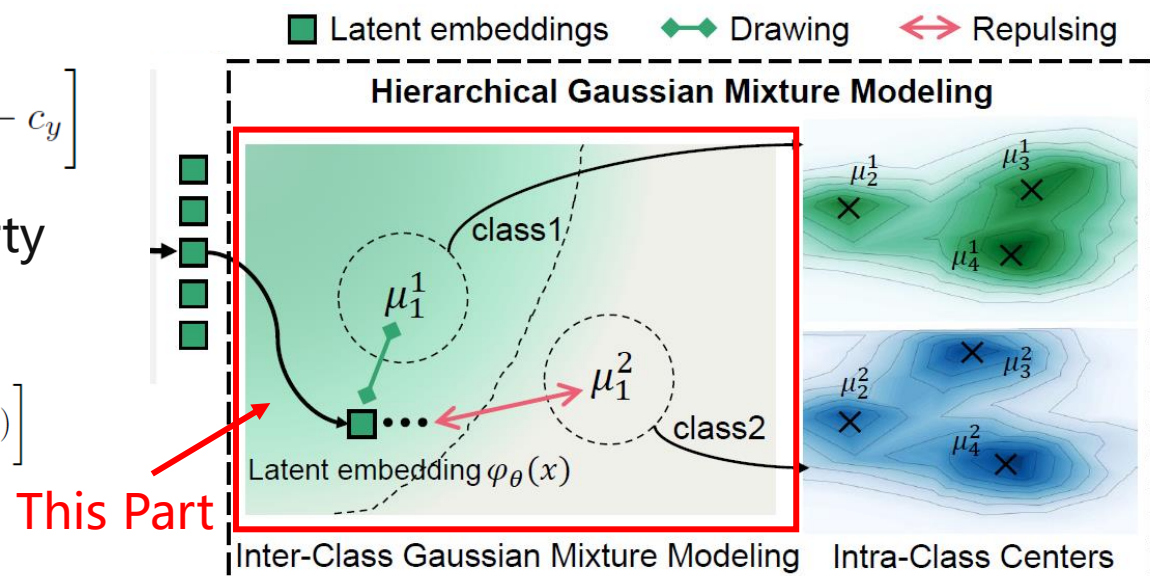 Latent embeddings Drawing Repulsing
Hierarchical Gaussian Mixture Modeling
− c_y]
rty
)]
This Part
class1
μ_1^1
μ_1^2
class2
Latent embedding φ_θ(x)
Inter-Class Gaussian Mixture Modeling
μ_2^1
μ_3^1
μ_4^1
μ_2^2
μ_3^2
μ_4^2
Intra-Class Centers